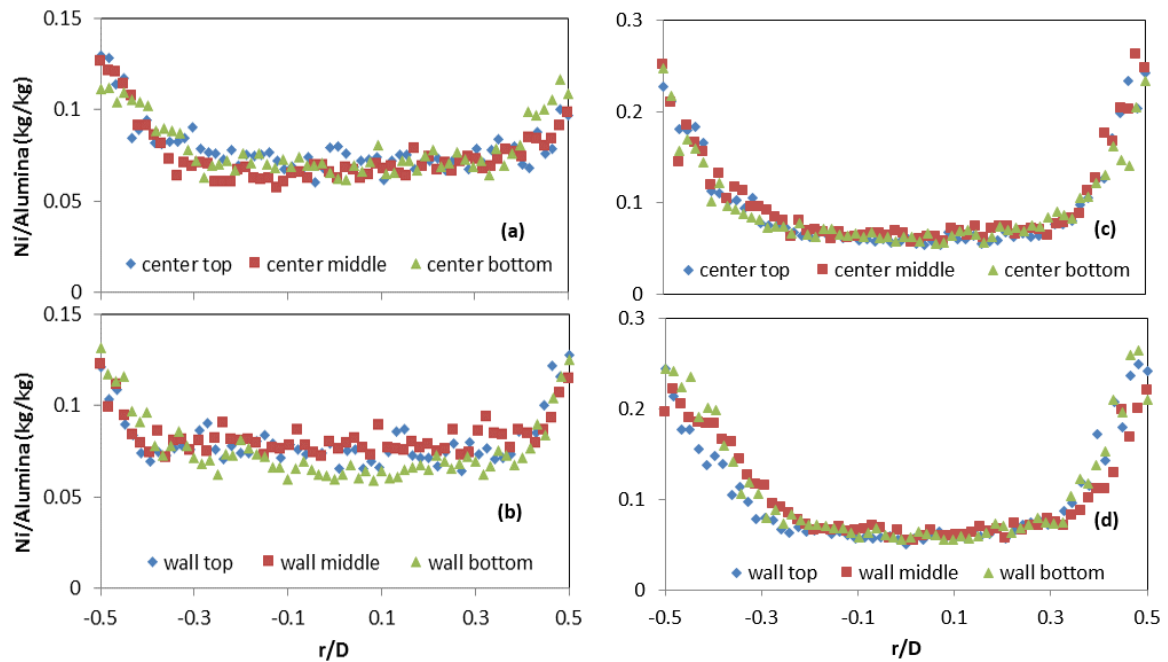 0.15
0.1
0.05
0
Ni/Alumina (kg/kg)
(a)
center top center middle center bottom
0.15
0.1
0.05
0
Ni/Alumina (kg/kg)
(b)
wall top wall middle wall bottom
-0.5 -0.3 -0.1 0.1 0.3 0.5
r/D
0.3
0.2
0.1
0
(c)
center top center middle center bottom
0.3
0.2
0.1
0
(d)
wall top wall middle wall bottom
-0.5 -0.3 -0.1 0.1 0.3 0.5
r/D